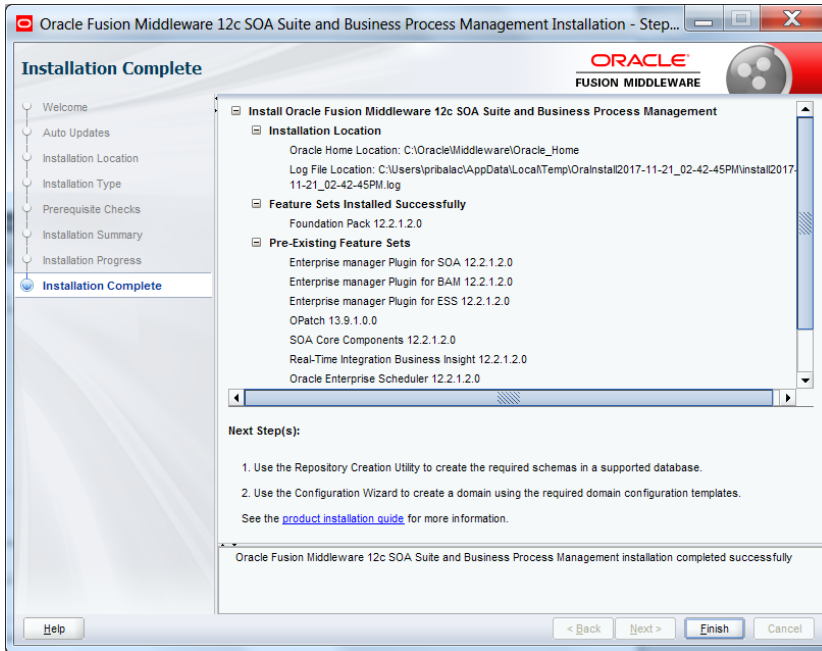 Oracle Fusion Middleware 12c SOA Suite and Business Process Management Installation - Step...
Installation Complete
ORACLE
FUSION MIDDLEWARE
Welcome
Auto Updates
Installation Location
Installation Type
Prerequisite Checks
Installation Summary
Installation Progress
Installation Complete
Install Oracle Fusion Middleware 12c SOA Suite and Business Process Management
Installation Location
Oracle Home Location: C:\Oracle\Middleware\Oracle_Home
Log File Location: C:\Users\pribalac\AppData\Local\Temp\OraInstall2017-11-21_02-42-45PM\install2017-
11-21_02-42-45PM.log
Feature Sets Installed Successfully
Foundation Pack 12.2.1.2.0
Pre-Existing Feature Sets
Enterprise manager Plugin for SOA 12.2.1.2.0
Enterprise manager Plugin for BAM 12.2.1.2.0
Enterprise manager Plugin for ESS 12.2.1.2.0
OPatch 13.9.1.0.0
SOA Core Components 12.2.1.2.0
Real-Time Integration Business Insight 12.2.1.2.0
Oracle Enterprise Scheduler 12.2.1.2.0
Next Step(s):
1. Use the Repository Creation Utility to create the required schemas in a supported database.
2. Use the Configuration Wizard to create a domain using the required domain configuration templates.
See the product installation guide for more information.
Oracle Fusion Middleware 12c SOA Suite and Business Process Management installation completed successfully
Help
< Back
Next >
Finish
Cancel